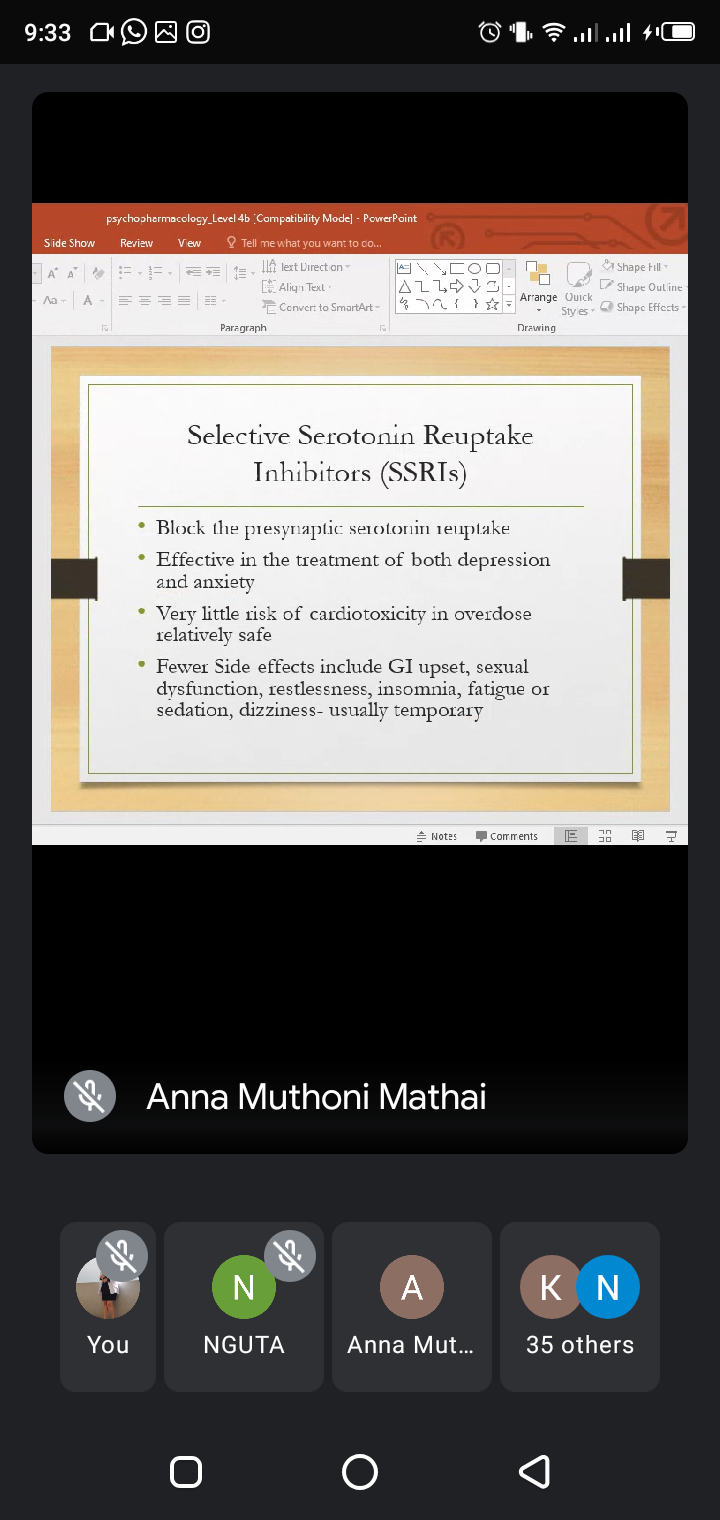 9:33
psychopharmacology_Level 4b [Compatibility Mode] - PowerPoint
Slide Show Review View Tell me what you want to do...
Text Direction
Align Text
Convert to SmartArt
Aa A
Arrange Quick Styles
Shape Fill
Shape Outline
Shape Effects
Paragraph Drawing
Selective Serotonin Reuptake
Inhibitors (SSRIs)
• Block the presynaptic serotonin reuptake
• Effective in the treatment of both depression
and anxiety
• Very little risk of cardiotoxicity in overdose
relatively safe
• Fewer Side effects include GI upset, sexual
dysfunction, restlessness, insomnia, fatigue or
sedation, dizziness- usually temporary
Notes Comments
Anna Muthoni Mathai
N A K N
You NGUTA Anna Mut... 35 others